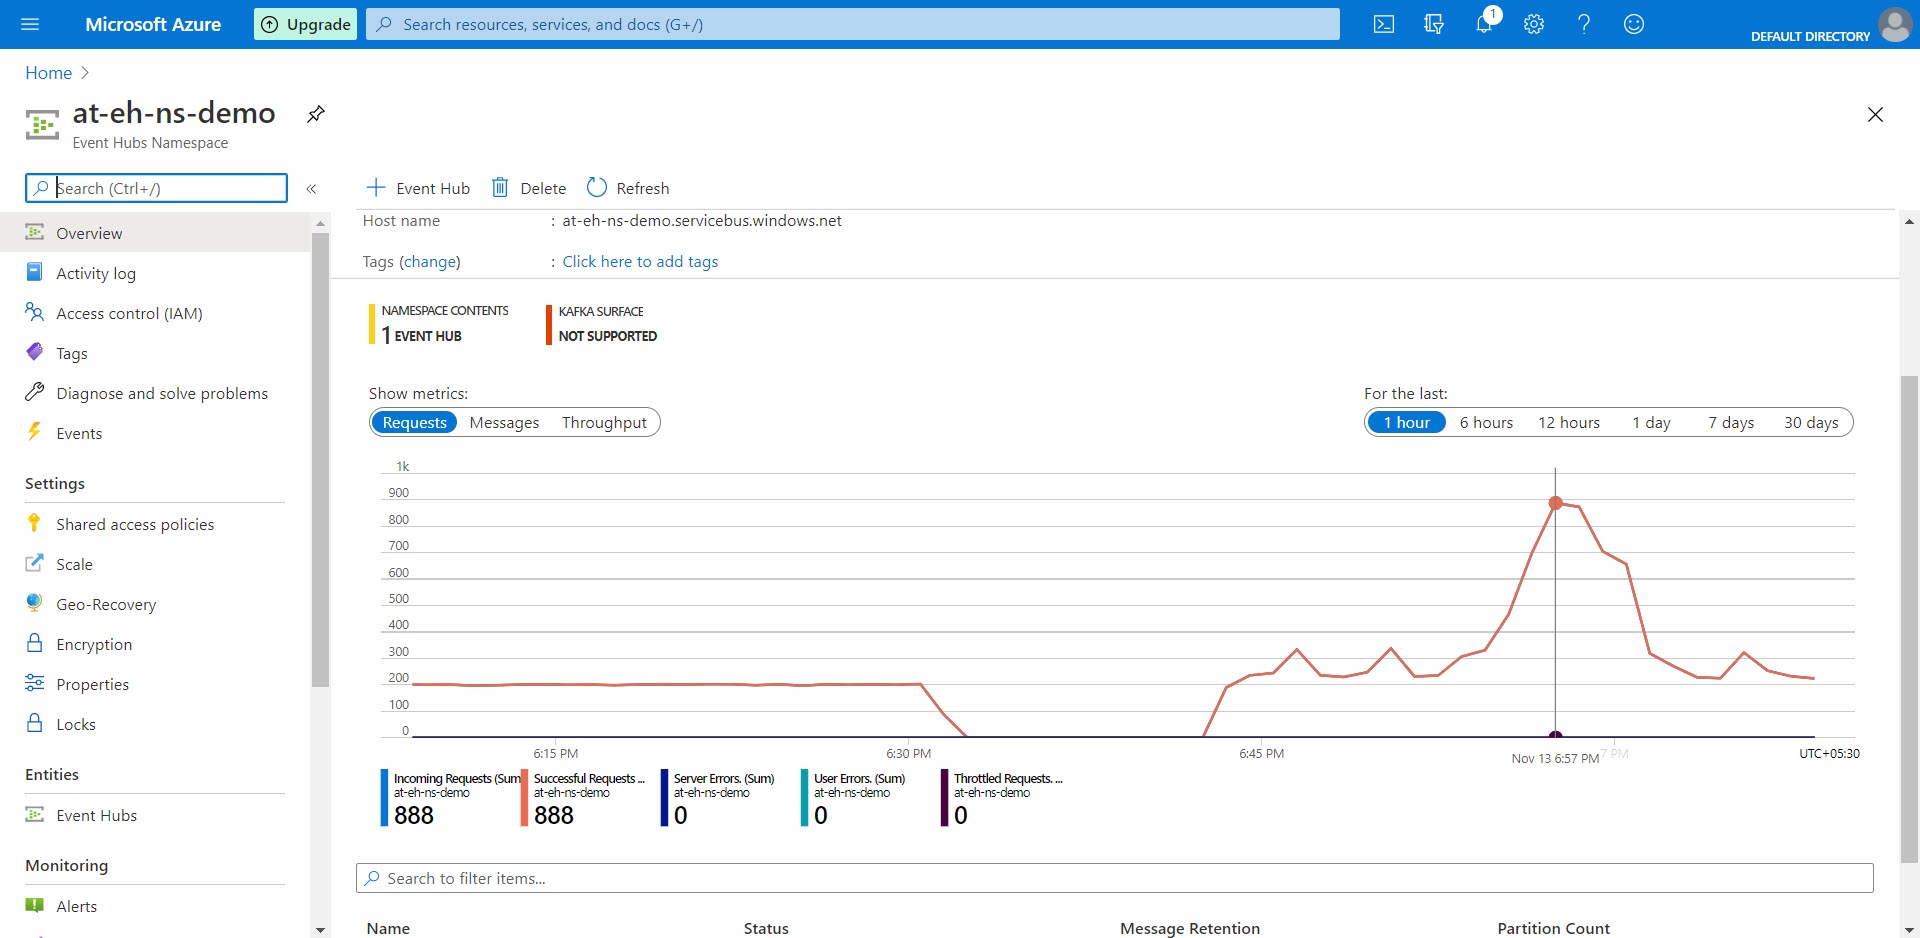 Microsoft Azure
Upgrade
Search resources, services, and docs (G+/)
1
DEFAULT DIRECTORY
Home
at-eh-ns-demo
Event Hubs Namespace
Search (Ctrl+/)
«
Event Hub
Delete
Refresh
Overview
Activity log
Access control (IAM)
Tags
Diagnose and solve problems
Events
Settings
Shared access policies
Scale
Geo-Recovery
Encryption
Properties
Locks
Entities
Event Hubs
Monitoring
Alerts
Host name : at-eh-ns-demo.servicebus.windows.net
Tags (change) : Click here to add tags
NAMESPACE CONTENTS
1 EVENT HUB
KAFKA SURFACE
NOT SUPPORTED
Show metrics:
Requests Messages Throughput
For the last:
1 hour 6 hours 12 hours 1 day 7 days 30 days
1k
900
800
700
600
500
400
300
200
100
0
6:15 PM 6:30 PM 6:45 PM Nov 13 6:57 PM 7 PM UTC+05:30
Incoming Requests (Sum
at-eh-ns-demo
888
Successful Requests ...
at-eh-ns-demo
888
Server Errors. (Sum)
at-eh-ns-demo
0
User Errors. (Sum)
at-eh-ns-demo
0
Throttled Requests. ...
at-eh-ns-demo
0
Search to filter items...
Name Status Message Retention Partition Count